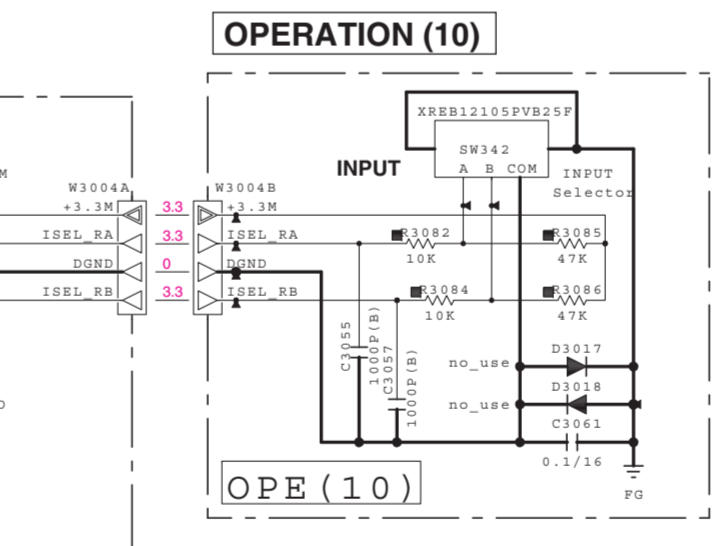 OPERATION (10)
XREB12105PVB25F
SW342
A B COM
INPUT
INPUT
Selector
M
W3004A
W3004B
+3.3M
3.3
+3.3M
ISEL_RA
3.3
ISEL_RA
R3082
R3085
10K
47K
DGND
0
DGND
ISEL_RB
3.3
ISEL_RB
R3084
R3086
10K
47K
C3055
1000P(B)
C3057
1000P(B)
no_use
D3017
no_use
D3018
C3061
0.1/16
FG
OPE(10)